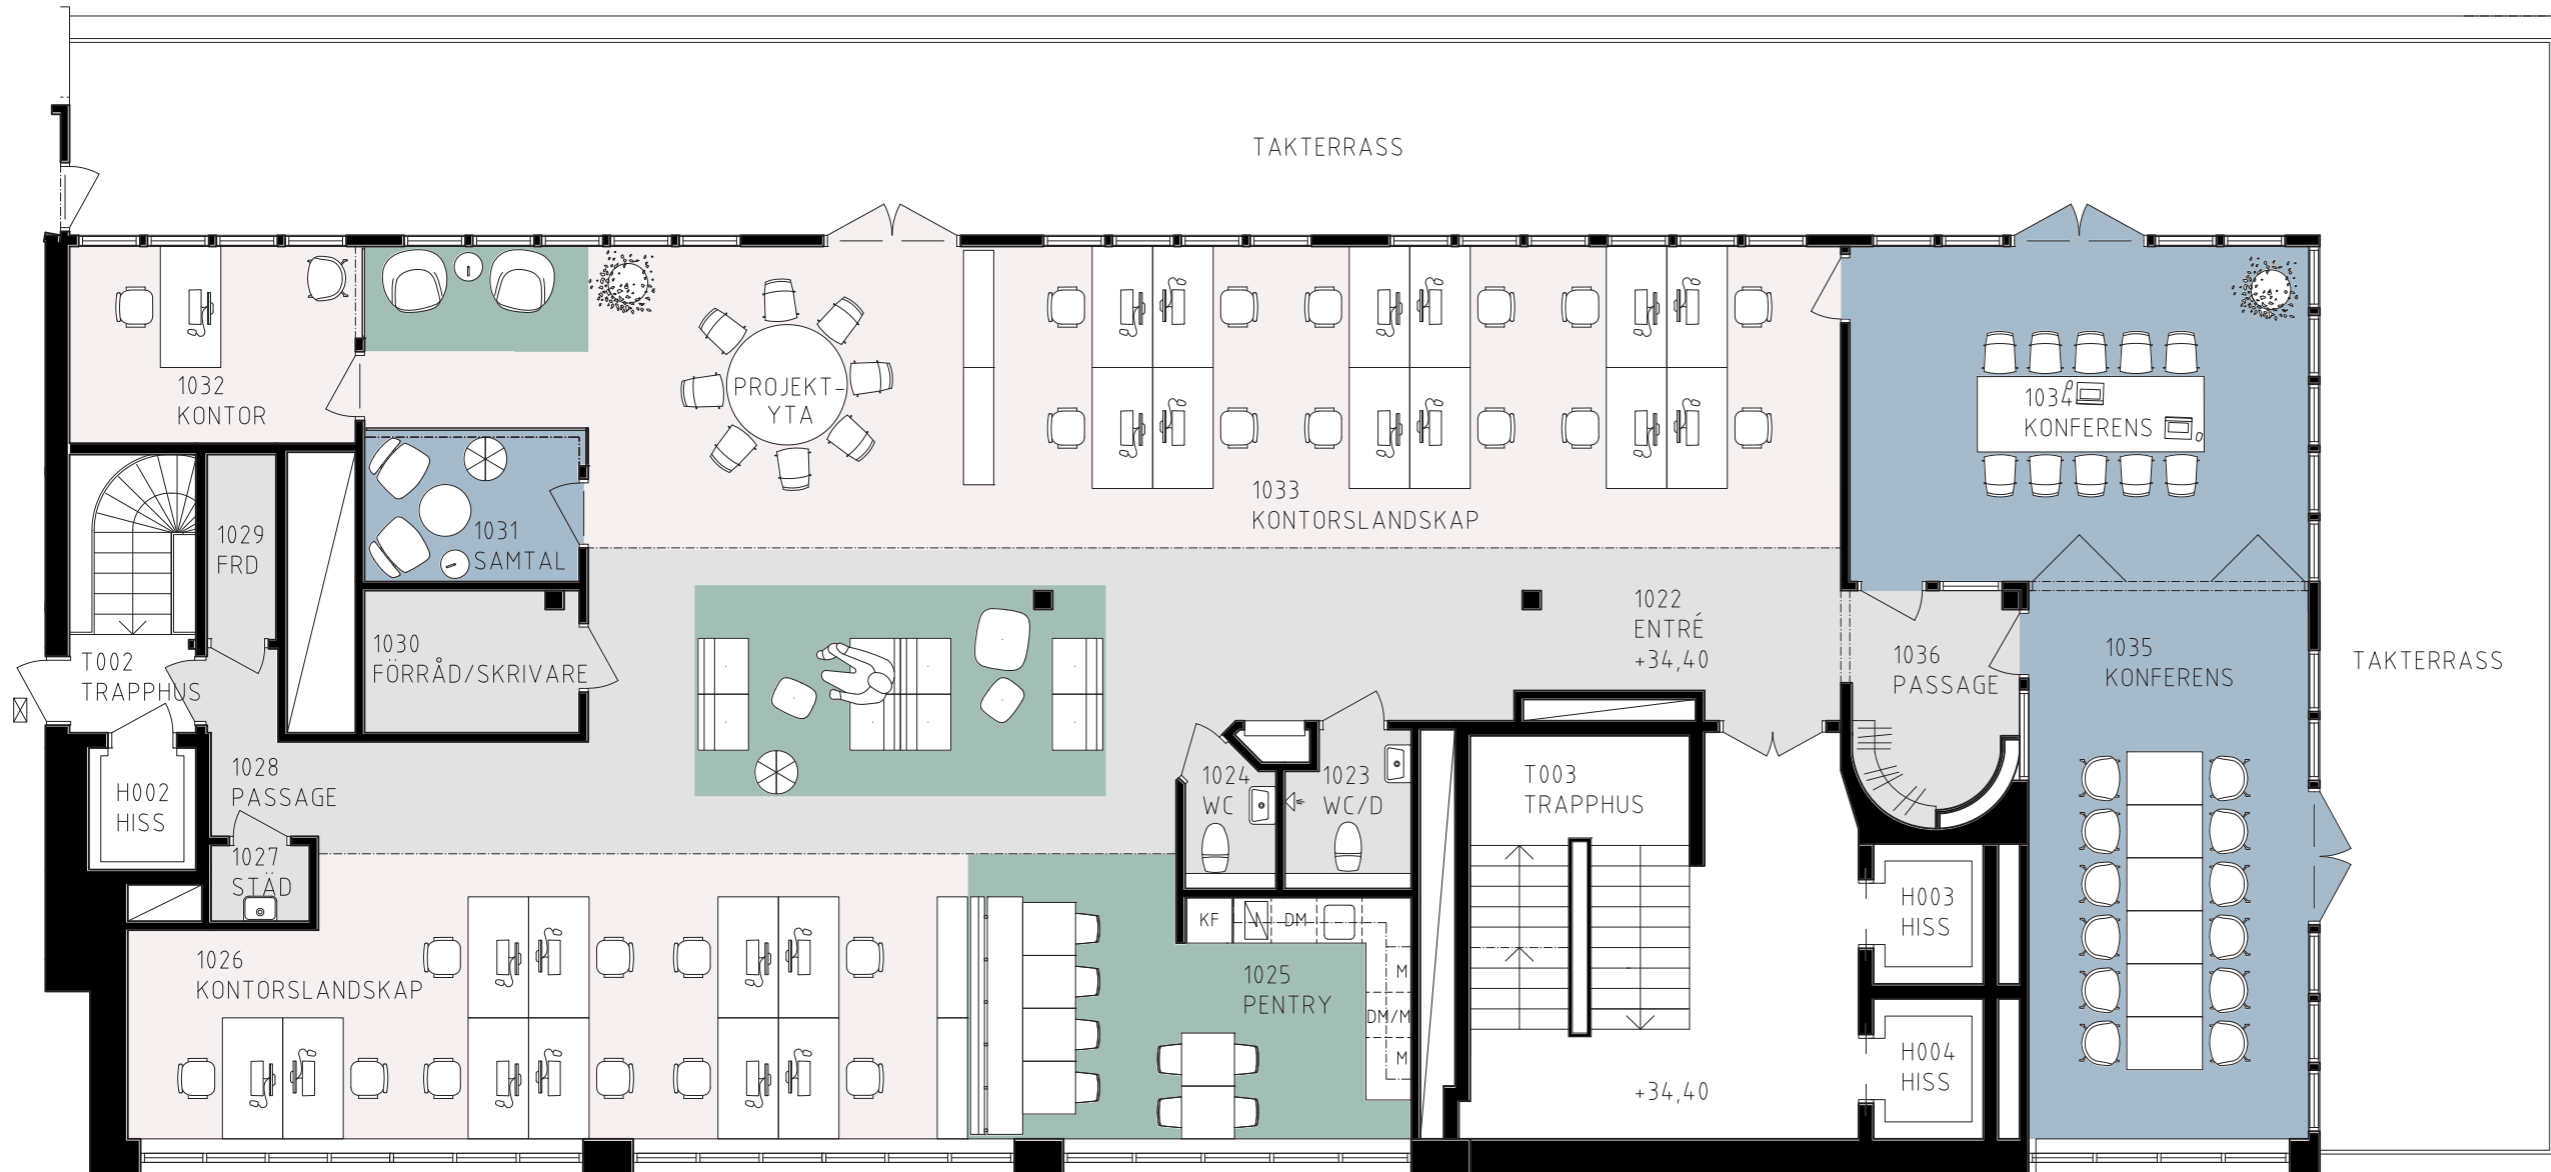 TAKTERRASS
1032
KONTOR
PROJEKT-
YTA
1033
KONTORSLANDSKAP
1034
KONFERENS
1029
FRD
1031
SAMTAL
1030
FÖRRÅD/SKRIVARE
T002
TRAPPHUS
1022
ENTRÉ
+34,40
1036
PASSAGE
1035
KONFERENS
TAKTERRASS
H002
HISS
1028
PASSAGE
1027
STÄD
1024
WC
1023
WC/D
T003
TRAPPHUS
H003
HISS
KF
DM
1026
KONTORSLANDSKAP
1025
PENTRY
M
DM/M
M
H004
HISS
+34,40